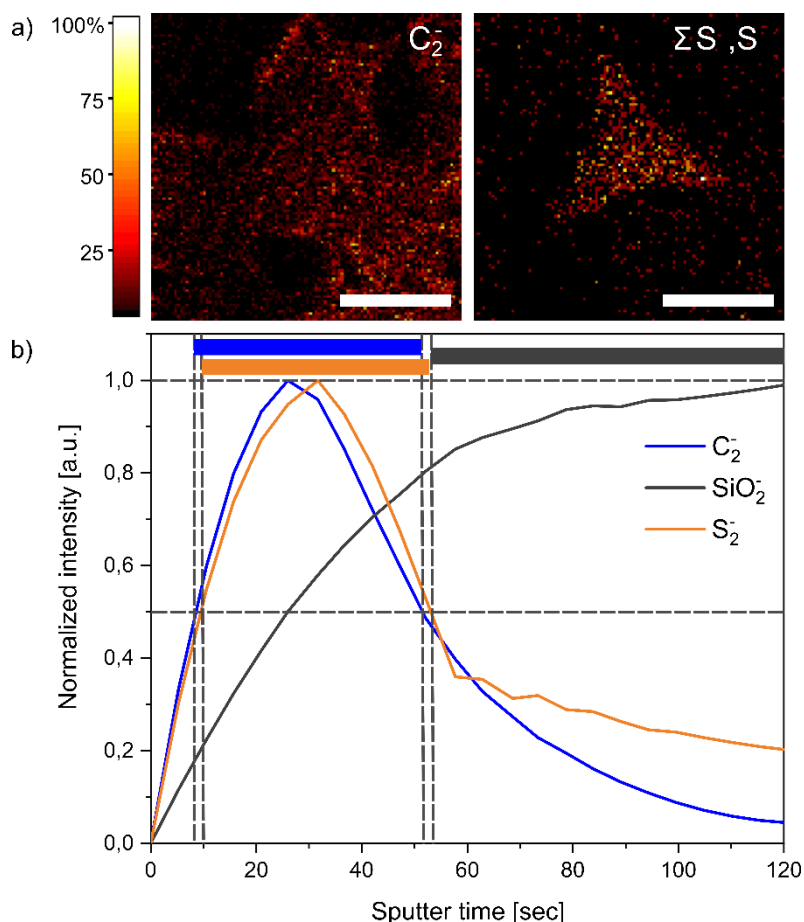 a)
100%
75
50
25
C₂⁻
ΣS ,S
b)
Normalized intensity [a.u.]
1,0
0,8
0,6
0,4
0,2
0,0
C₂⁻
SiO₂⁻
S₂⁻
0 20 40 60 80 100 120
Sputter time [sec]